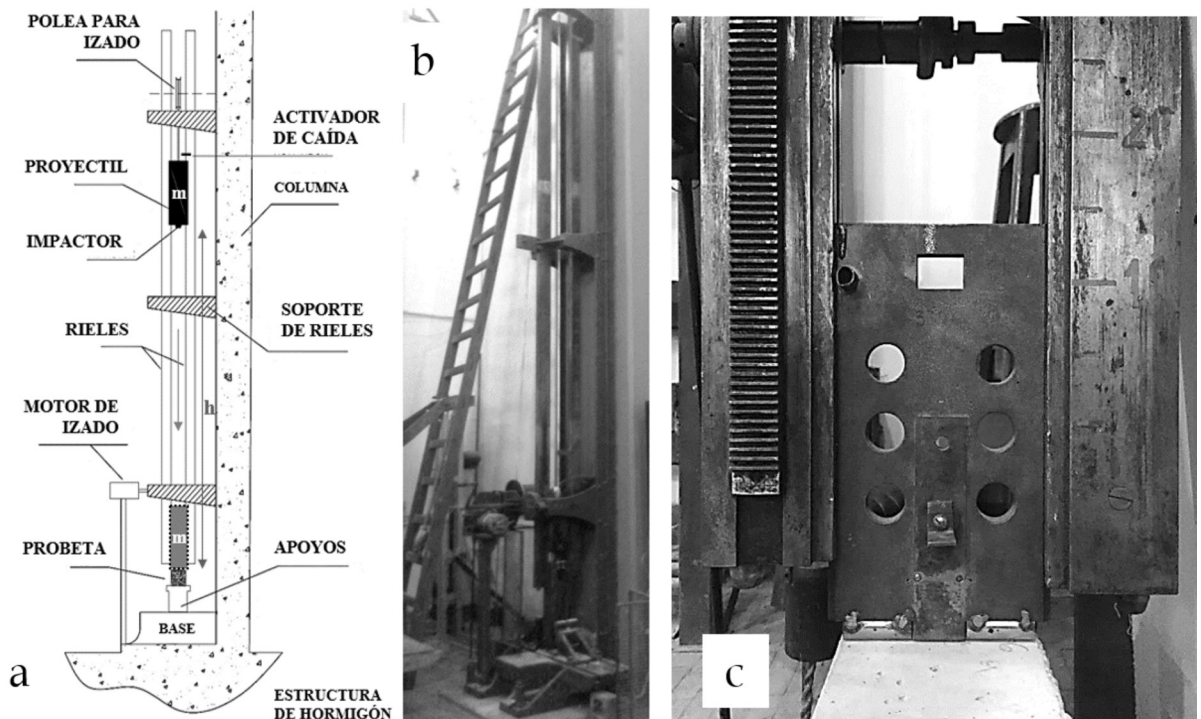 POLEA PARA
IZADO
ACTIVADOR
DE CAÍDA
PROYECTIL
m
COLUMNA
IMPACTOR
SOPORTE
DE RIELES
RIELES
h
MOTOR DE
IZADO
m
PROBETA
APOYOS
BASE
ESTRUCTURA
DE HORMIGÓN
a
b
20
10
c